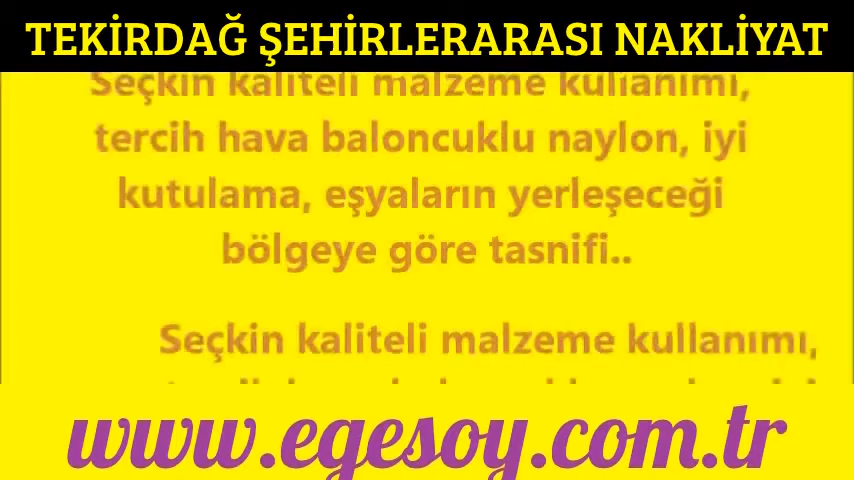 TEKİRDAĞ ŞEHİRLERARASI NAKLİYAT
Seçkin kaliteli malzeme kullanımı,
tercih hava baloncuklu naylon, iyi
kutulama, eşyaların yerleşeceği
bölgeye göre tasnifi..
Seçkin kaliteli malzeme kullanımı,
www.egesoy.com.tr